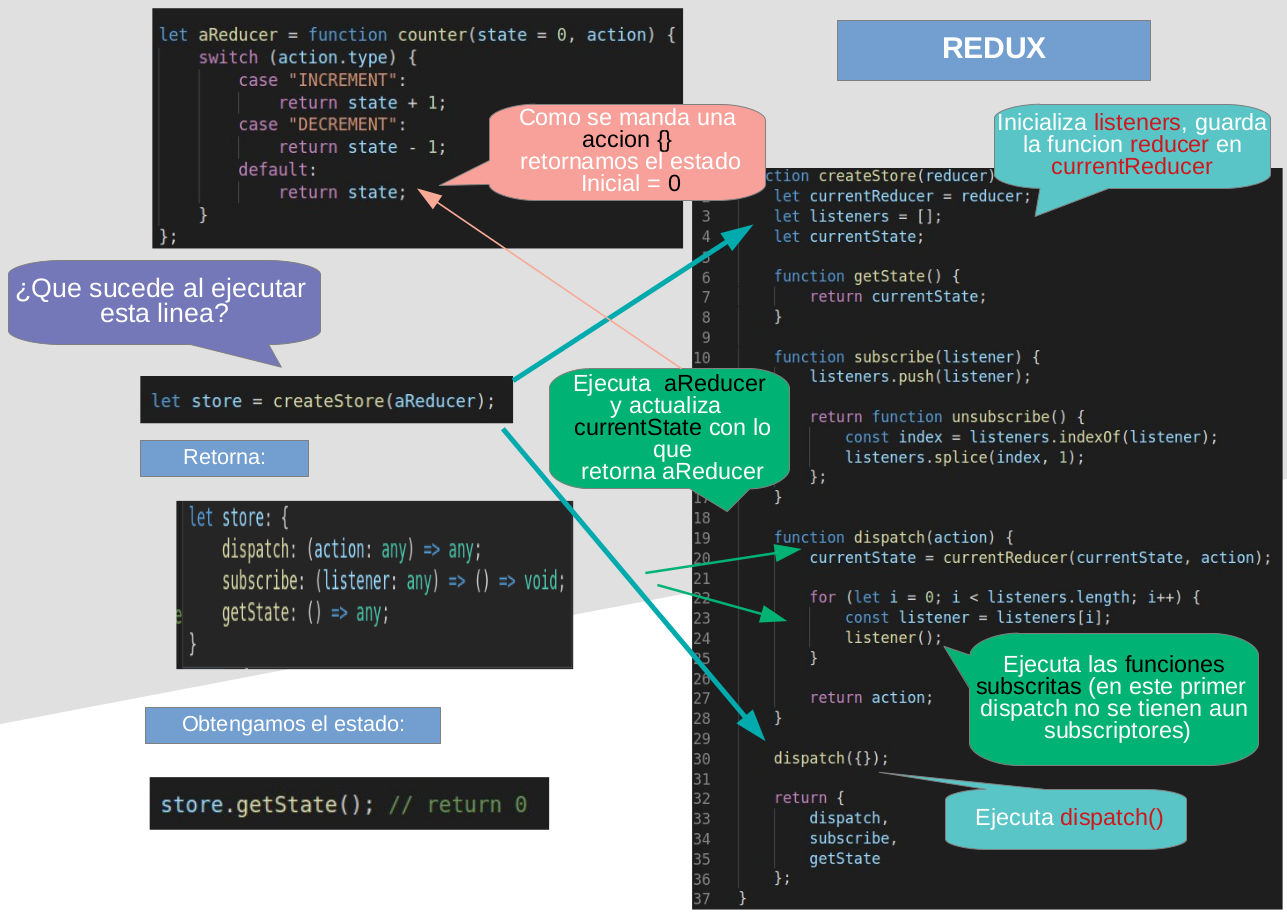 let aReducer = function counter(state = 0, action) {
switch (action.type) {
case "INCREMENT":
return state + 1;
case "DECREMENT":
return state - 1;
default:
return state;
}
};
REDUX
Como se manda una
accion {}
retornamos el estado
Inicial = 0
Inicializa listeners, guarda
la funcion reducer en
currentReducer
¿Que sucede al ejecutar
esta linea?
let store = createStore(aReducer);
Retorna:
let store: {
dispatch: (action: any) => any;
subscribe: (listener: any) => () => void;
getState: () => any;
}
Obtengamos el estado:
store.getState(); // return 0
Ejecuta aReducer
y actualiza
currentState con lo
que
retorna aReducer
createStore(reducer)
let currentReducer = reducer;
3 let listeners = [];
4 let currentState;
5
6 function getState() {
7 return currentState;
8 }
9
10 function subscribe(listener) {
listeners.push(listener);
return function unsubscribe() {
const index = listeners.indexOf(listener);
listeners.splice(index, 1);
};
17 }
18
19 function dispatch(action) {
20 currentState = currentReducer(currentState, action);
21
22 for (let i = 0; i < listeners.length; i++) {
23 const listener = listeners[i];
24 listener();
25 }
26
27 return action;
28 }
29
30 dispatch({});
31
32 return {
33 dispatch,
34 subscribe,
35 getState
36 };
37 }
Ejecuta las funciones
subscritas (en este primer
dispatch no se tienen aun
subscriptores)
Ejecuta dispatch()